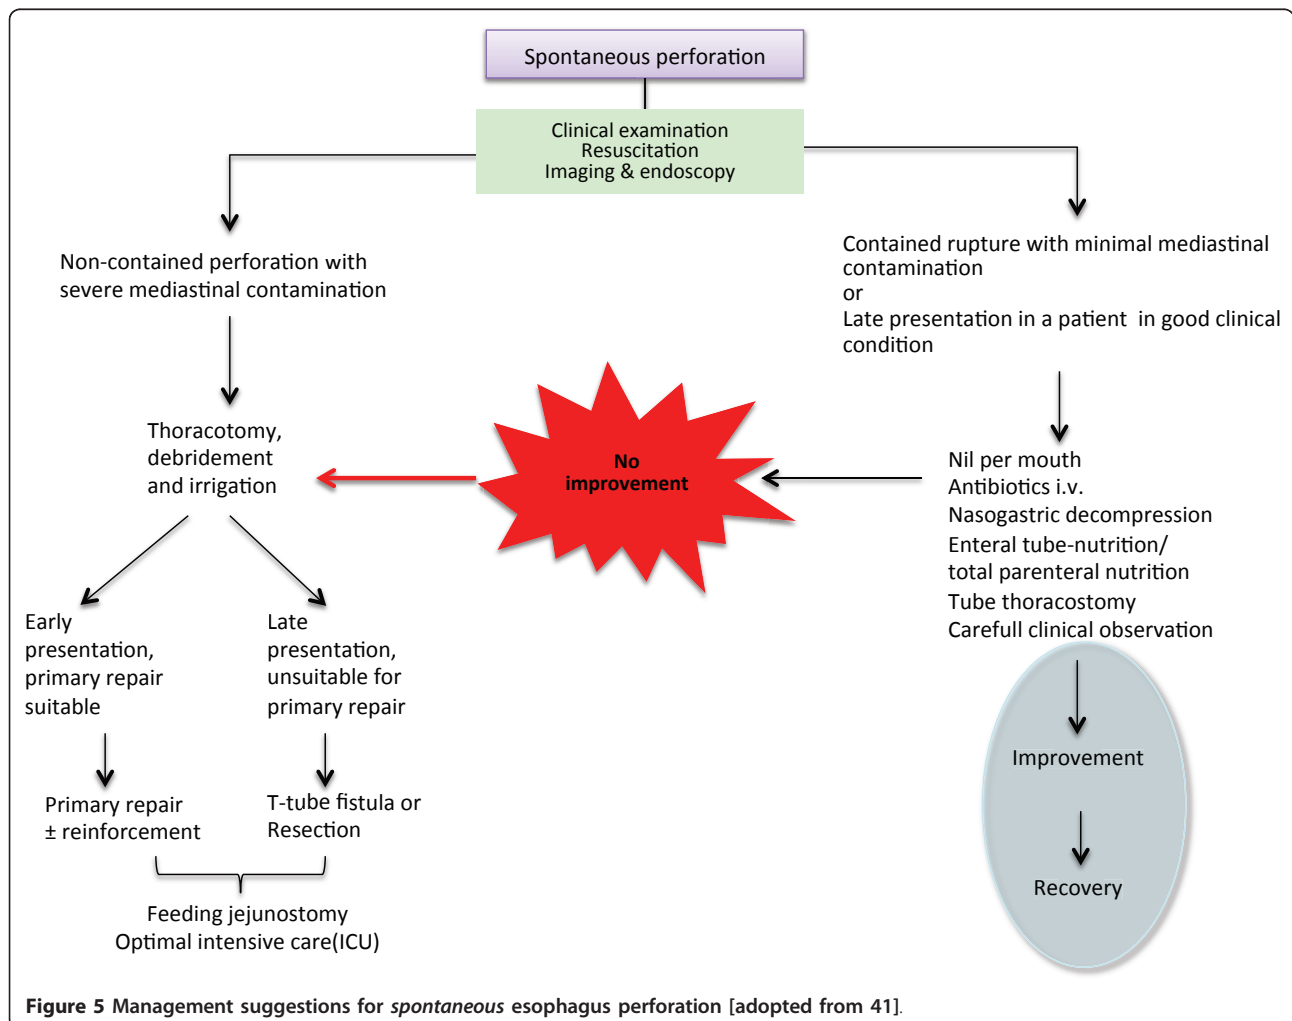 Spontaneous perforation
Clinical examination
Resuscitation
Imaging & endoscopy
Non-contained perforation with
severe mediastinal contamination
Contained rupture with minimal mediastinal
contamination
or
Late presentation in a patient in good clinical
condition
Thoracotomy,
debridement
and irrigation
No
improvement
Nil per mouth
Antibiotics i.v.
Nasogastric decompression
Enteral tube-nutrition/
total parenteral nutrition
Tube thoracostomy
Carefull clinical observation
Early
presentation,
primary repair
suitable
Late
presentation,
unsuitable for
primary repair
Improvement
Primary repair
± reinforcement
T-tube fistula or
Resection
Recovery
Feeding jejunostomy
Optimal intensive care(ICU)
Figure 5 Management suggestions for spontaneous esophagus perforation [adopted from 41].